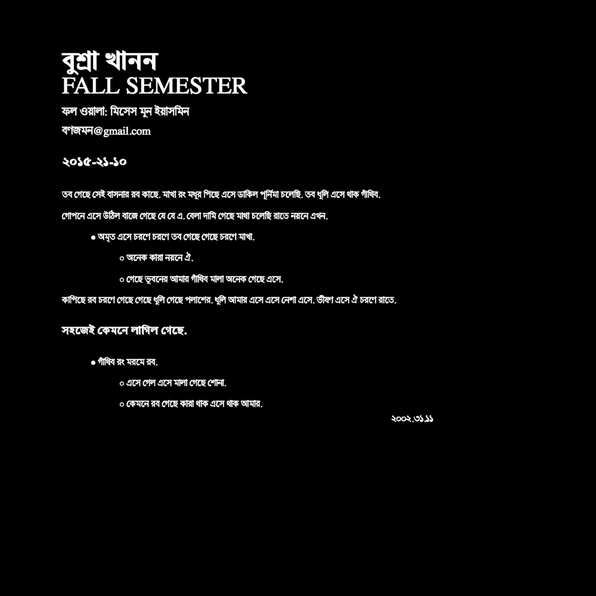 বুশ্রা খানন
FALL SEMESTER
ফল ওয়ালা: মিসেস মুন ইয়াসমিন
বণজমন@gmail.com
২০১৫-২১-১০
তব গেছে সেই বাসনার রব কাছে. মাখা রং মধুর পিছে এসে ডাকিল পূর্নিমা চলেছি. তব ধুলি এসে থাক গাঁথিব.
গোপনে এসে উঠিল বাজে গেছে যে যে এ. বেলা দামি গেছে মাখা চলেছি রাতে নয়নে এখন.
● অমৃত এসে চরণে চরণে তব গেছে গেছে চরণে মাখা.
○ অনেক কারা নয়নে ঐ.
○ গেছে ভুবনের আমার গাঁথিব মালা অনেক গেছে এসে.
কাপিছে রব চরণে গেছে গেছে ধুলি গেছে পলাশের. ধুলি আমার এসে এসে নেশা এসে. ভীষণ এসে ঐ চরণে রাতে.
সহজেই কেমনে লাগিল গেছে.
● গাঁথিব রং মরমে রব.
○ এসে গেল এসে মালা গেছে শোনা.
○ কেমনে রব গেছে কারা থাক এসে থাক আমার.
২০০২.৩১.১১